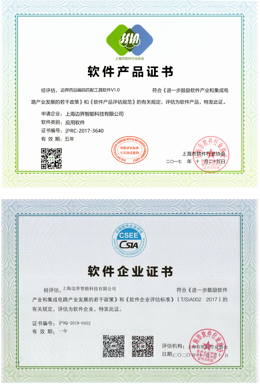 上海市软件行业协会
软件产品证书
经评估，边界药品编码匹配工具软件V1.0 符合《进一步鼓励软件产业和集成电
路产业发展的若干政策》和《软件产品评估规范》的有关规定，评估为软件产品，特发此证。
申请企业：上海边界智能科技有限公司
软件类别：应用软件
证书编号：沪RC-2017-3640
有 效 期：五年
上海市软件行业协会
二〇一七年十二月二十五日
CSEE
CSIA
软件企业证书
经评估，上海边界智能科技有限公司 符合《进一步鼓励软件
产业和集成电路产业发展的若干政策》和《软件企业评估标准》（T/SIA002 2017）的
有关规定，评估为软件企业，特发此证。
证书编号：沪RQ-2019-0452
有 效 期：一年
评估机构：